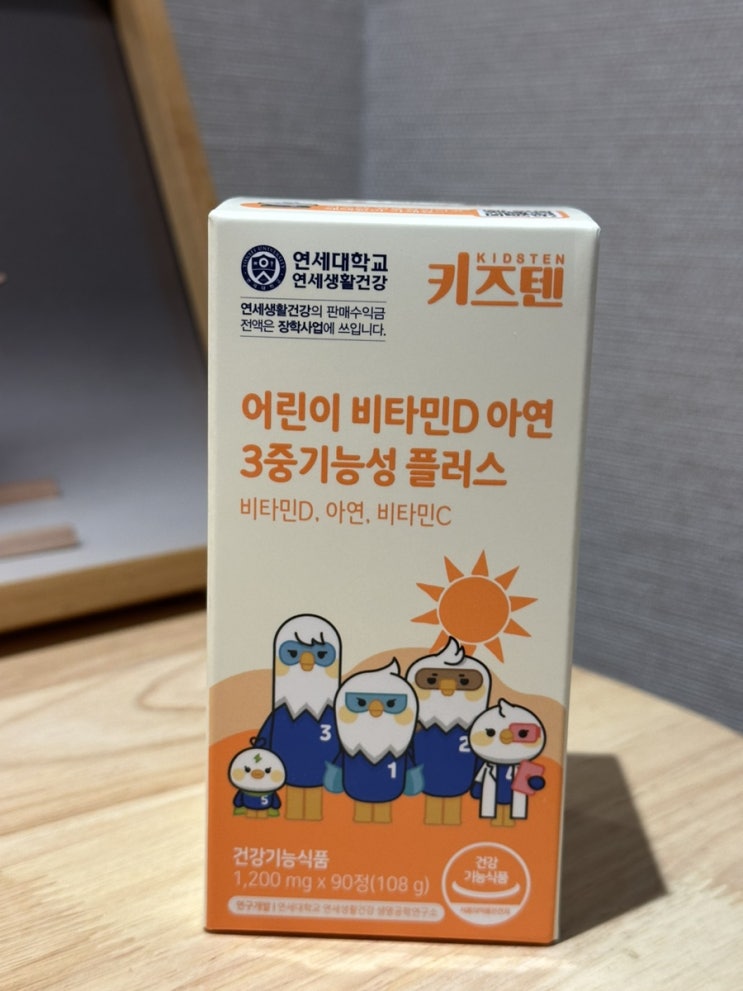 연세대학교
연세생활건강
KIDSTEN
키즈텐
연세생활건강의 판매수익금
전액은 장학사업에 쓰입니다.
어린이 비타민D 아연
3중기능성 플러스
비타민D, 아연, 비타민C
3
1
2
4
5
건강기능식품
1,200 mg x 90정(108 g)
연구개발 | 연세대학교 연세생활건강 생명공학연구소
건강
기능식품